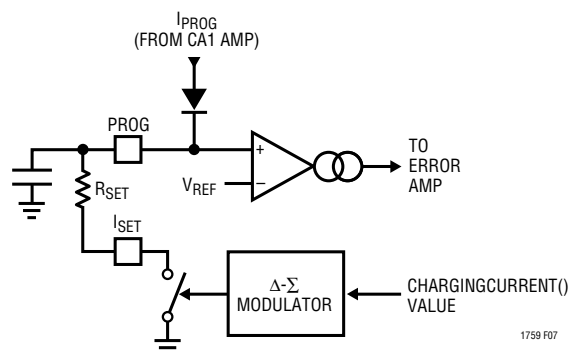 IPROG
(FROM CA1 AMP)
PROG
+
–
VREF
TO
ERROR
AMP
RSET
ISET
Δ-Σ
MODULATOR
CHARGINGCURRENT()
VALUE
1759 F07